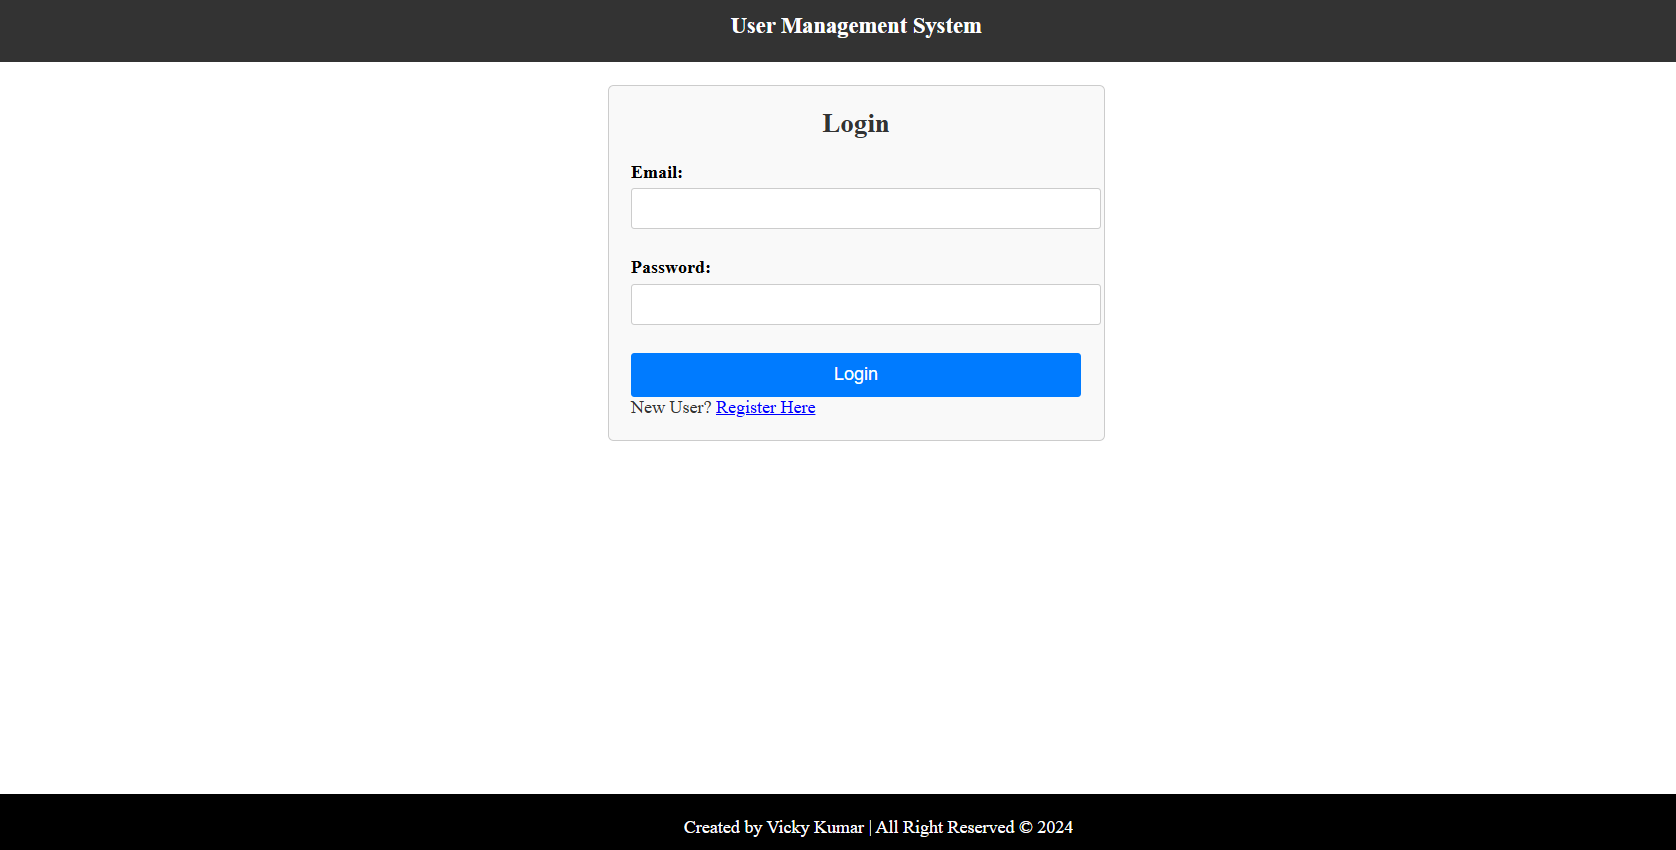 User Management System
Login
Email:
Password:
Login
New User? Register Here
Created by Vicky Kumar | All Right Reserved © 2024